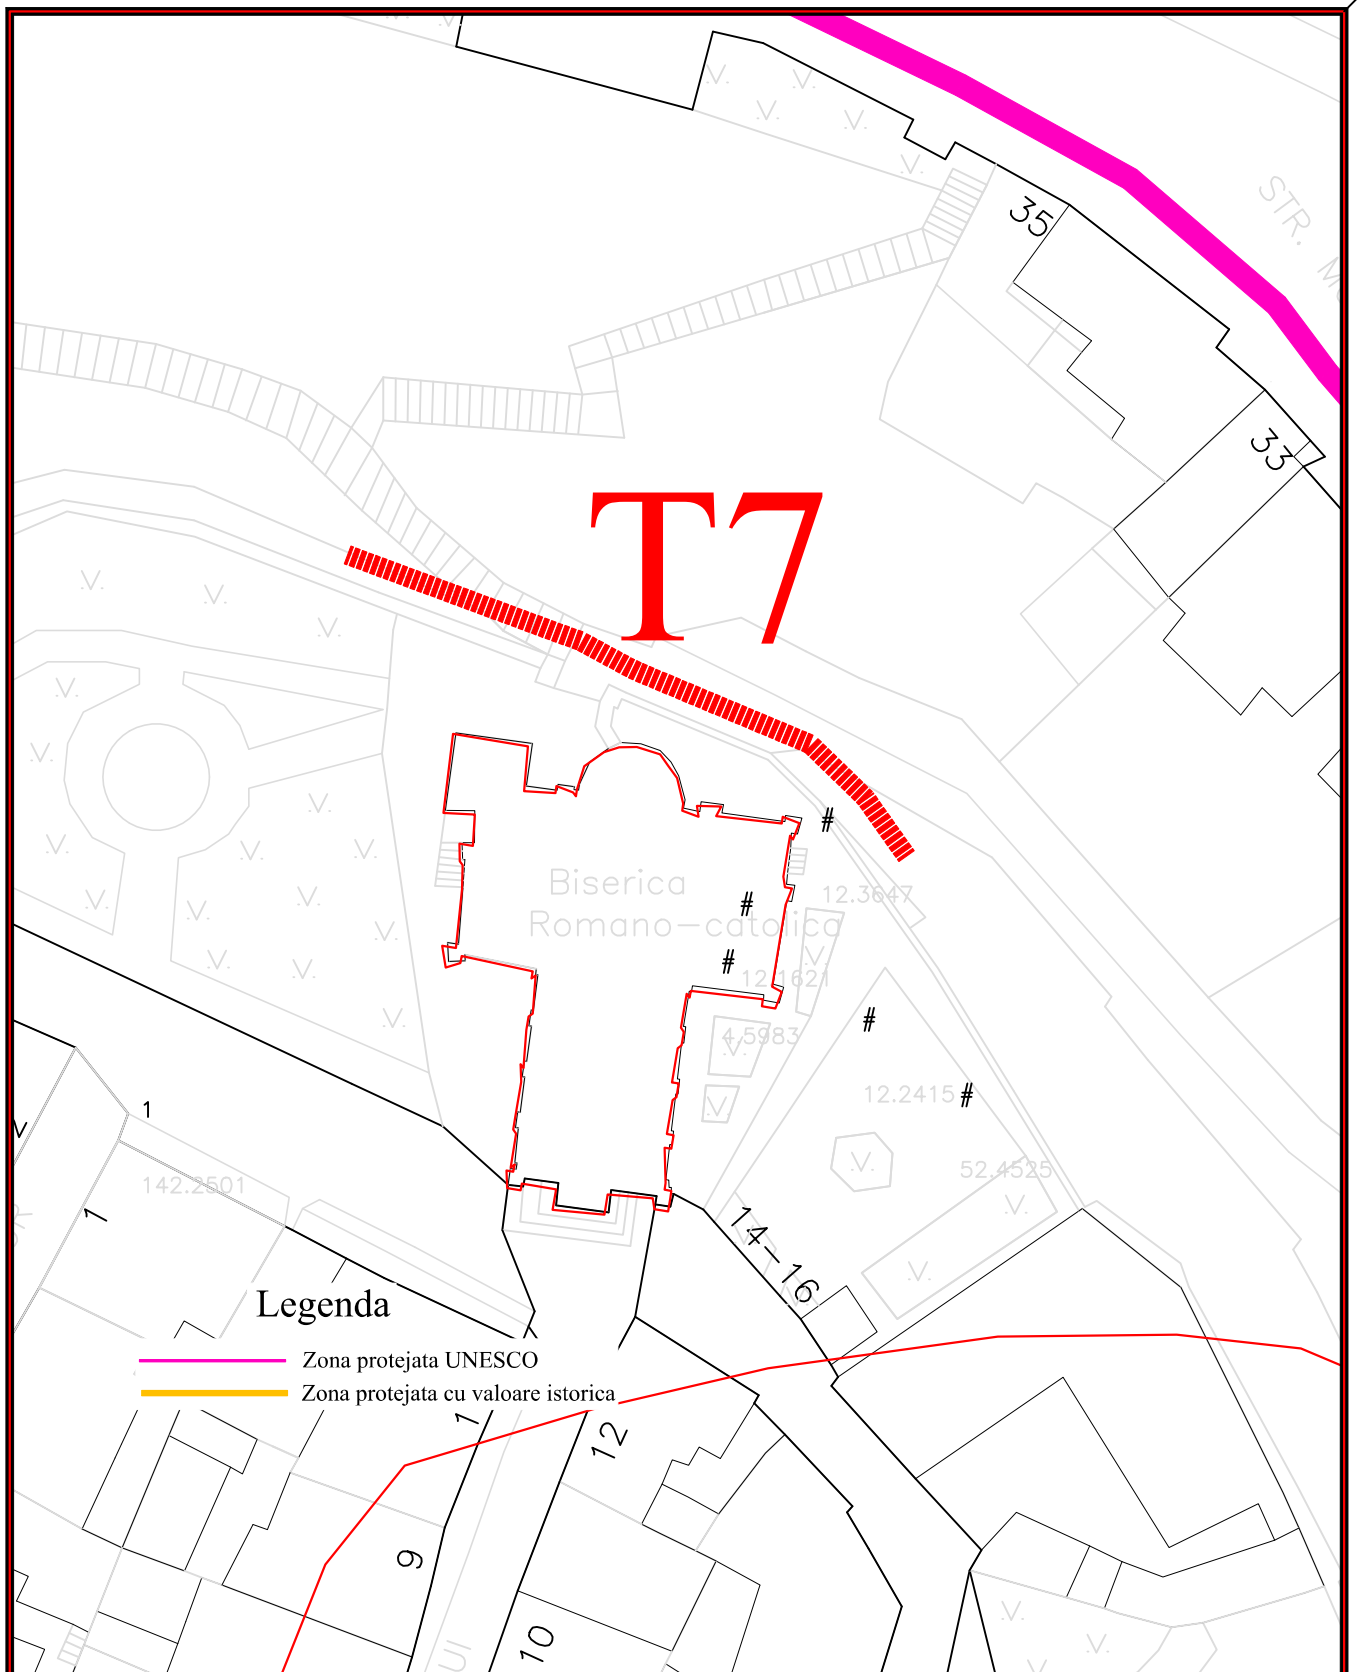 STR. M
35
33
T7
#
Biserica
12.3647
#
Romano-catolica
#
12.1621
#
4.5983
12.2415
#
1
52.4525
142.2501
1
14-16
Legenda
Zona protejata UNESCO
Zona protejata cu valoare istorica
1
12
9
10
UI